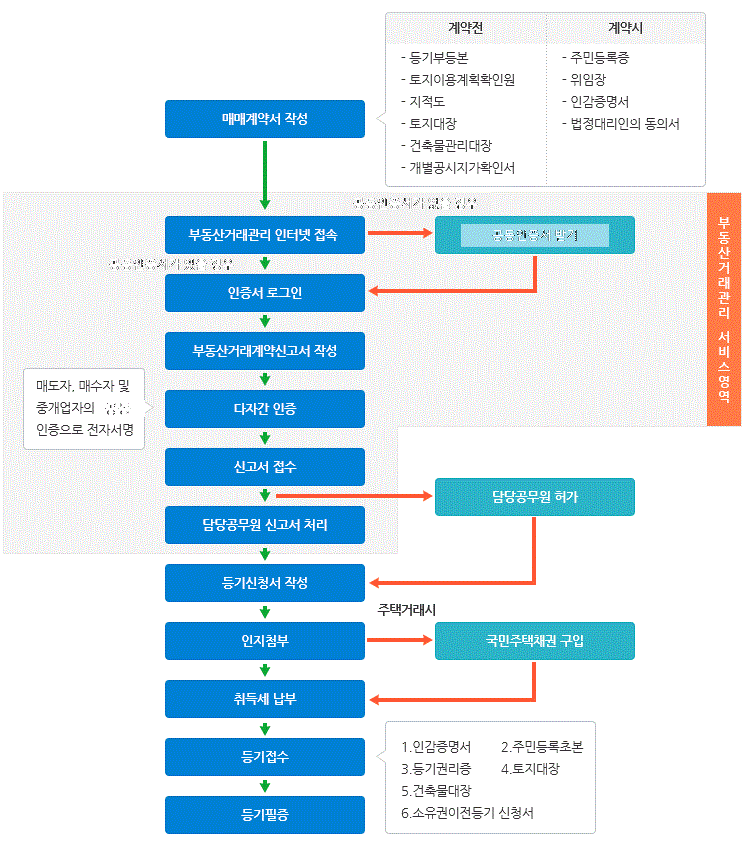 계약전
계약시
- 등기부등본
- 토지이용계획확인원
- 지적도
- 토지대장
- 건축물관리대장
- 개별공시지가확인서
- 주민등록증
- 위임장
- 인감증명서
- 법정대리인의 동의서
매매계약서 작성
부동산거래관리 인터넷 접속
인증서 로그인
부동산거래계약신고서 작성
매도자, 매수자 및
중개업자의
인증으로 전자서명
다자간 인증
신고서 접수
담당공무원 허가
담당공무원 신고서 처리
등기신청서 작성
주택거래시
인지첨부
국민주택채권 구입
취득세 납부
등기접수
1.인감증명서 2.주민등록초본
3.등기권리증 4.토지대장
5.건축물대장
6.소유권이전등기 신청서
등기필증
부동산거래관리 서비스영역